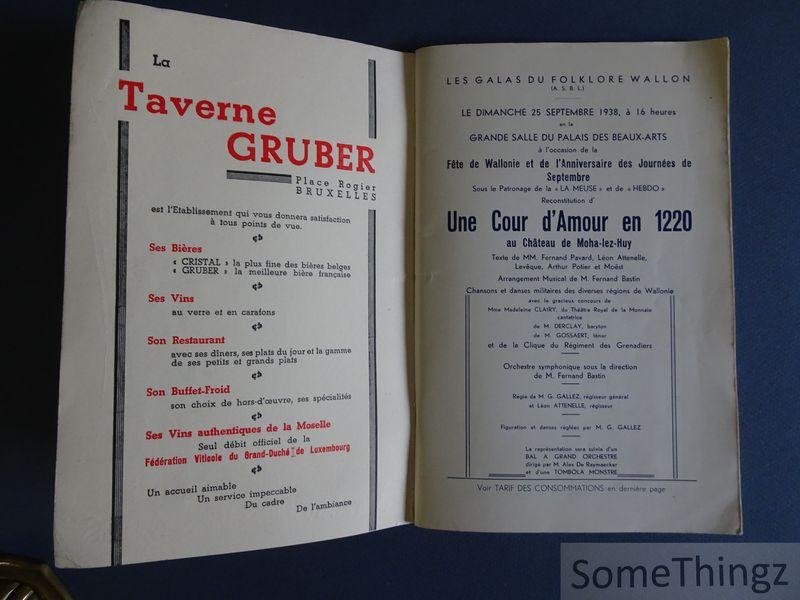 La
Taverne
GRUBER
Place Rogier
BRUXELLES
est l'Etablissement qui vous donnera satisfaction
à tous points de vue.
Ses Bières
« CRISTAL » la plus fine des bières belges
« GRUBER » la meilleure bière française
Ses Vins
au verre et en carafons
Son Restaurant
avec ses dîners, ses plats du jour et la gamme
de ses petits et grands plats
Son Buffet-Froid
son choix de hors-d'œuvre, ses spécialités
Ses Vins authentiques de la Moselle
Seul débit officiel de la
Fédération Viticole du Grand-Duché de Luxembourg
Un accueil aimable
Un service impeccable
Du cadre
De l'ambiance
LES GALAS DU FOLKLORE WALLON
(A. S. B. L.)
LE DIMANCHE 25 SEPTEMBRE 1938, à 16 heures
en la
GRANDE SALLE DU PALAIS DES BEAUX-ARTS
à l'occasion de la
Fête de Wallonie et de l'Anniversaire des Journées de
Septembre
Sous le Patronage de la « LA MEUSE » et de « HEBDO »
Reconstitution d'
Une Cour d'Amour en 1220
au Château de Moha-lez-Huy
Texte de MM. Fernand Pavard, Léon Attenelle,
Levêque, Arthur Potier et Moëst
Arrangement Musical de M. Fernand Bastin
Chansons et danses militaires des diverses régions de Wallonie
avec le gracieux concours de
Mme Madeleine CLAIRY, du Théâtre Royal de la Monnaie
cantatrice
de M. DERCLAY, baryton
de M. GOSSAERT, ténor
et de la Clique du Régiment des Grenadiers
Orchestre symphonique sous la direction
de M. Fernand Bastin
Régie de M. G. GALLEZ, régisseur général
et Léon ATTENELLE, régisseur
Figuration et danses réglées par M. G. GALLEZ
La représentation sera suivie d'un
BAL A GRAND ORCHESTRE
dirigé par M. Alex De Raymaecker
et d'une TOMBOLA MONSTRE
Voir TARIF DES CONSOMMATIONS en dernière page
SomeThingz